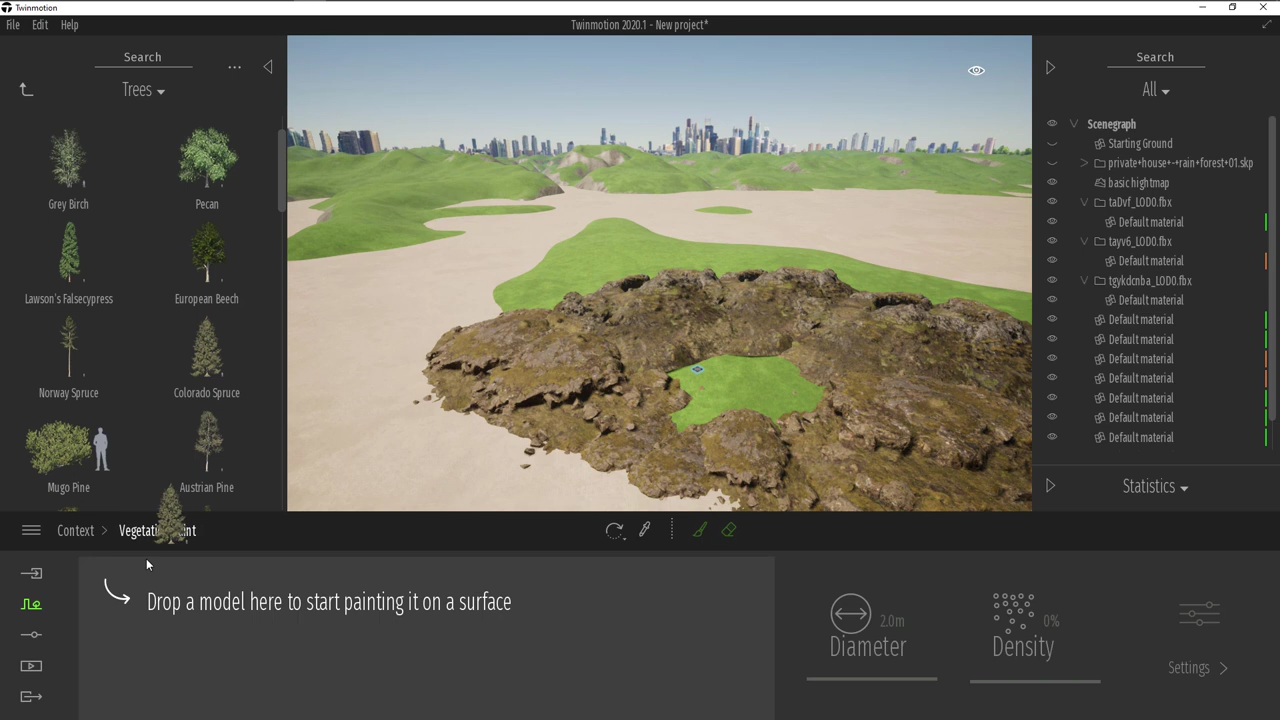 Twinmotion
File Edit Help
Twinmotion 2020.1 - New project*
Search
...
Trees
Grey Birch
Pecan
Lawson's Falsecypress
European Beech
Norway Spruce
Colorado Spruce
Mugo Pine
Austrian Pine
Search
All
Scenegraph
Starting Ground
private+house+-+rain+forest+01.skp
basic hightmap
taDvf_LOD0.fbx
Default material
tayv6_LOD0.fbx
Default material
tgykdcnba_LOD0.fbx
Default material
Default material
Default material
Default material
Default material
Default material
Default material
Default material
Statistics
Context >
Drop a model here to start painting it on a surface
2.0m
Diameter
0%
Density
Settings >